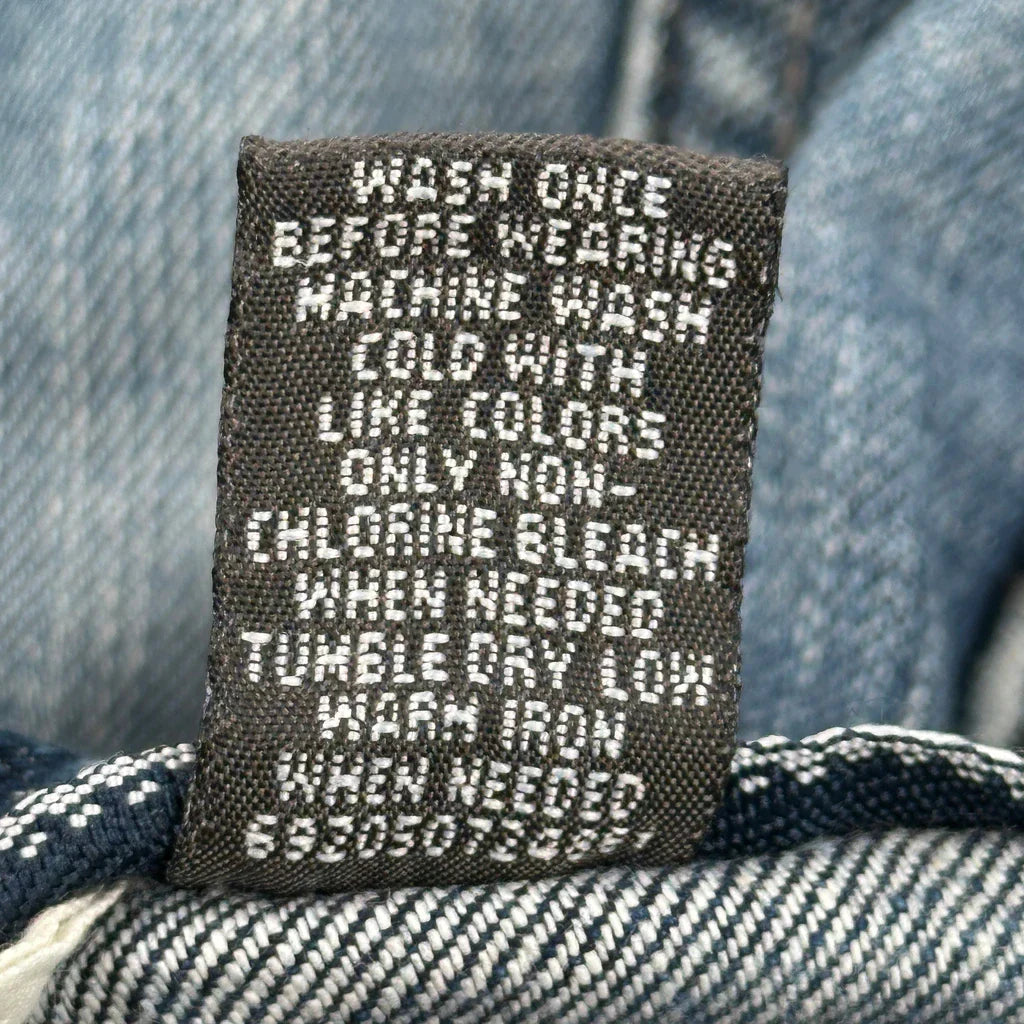 WASH ONCE
BEFORE WEARING
MACHINE WASH
COLD WITH
LIKE COLORS
ONLY NON-
CHLORINE BLEACH
WHEN NEEDED
TUMBLE DRY LOW
WARM IRON
WHEN NEEDED